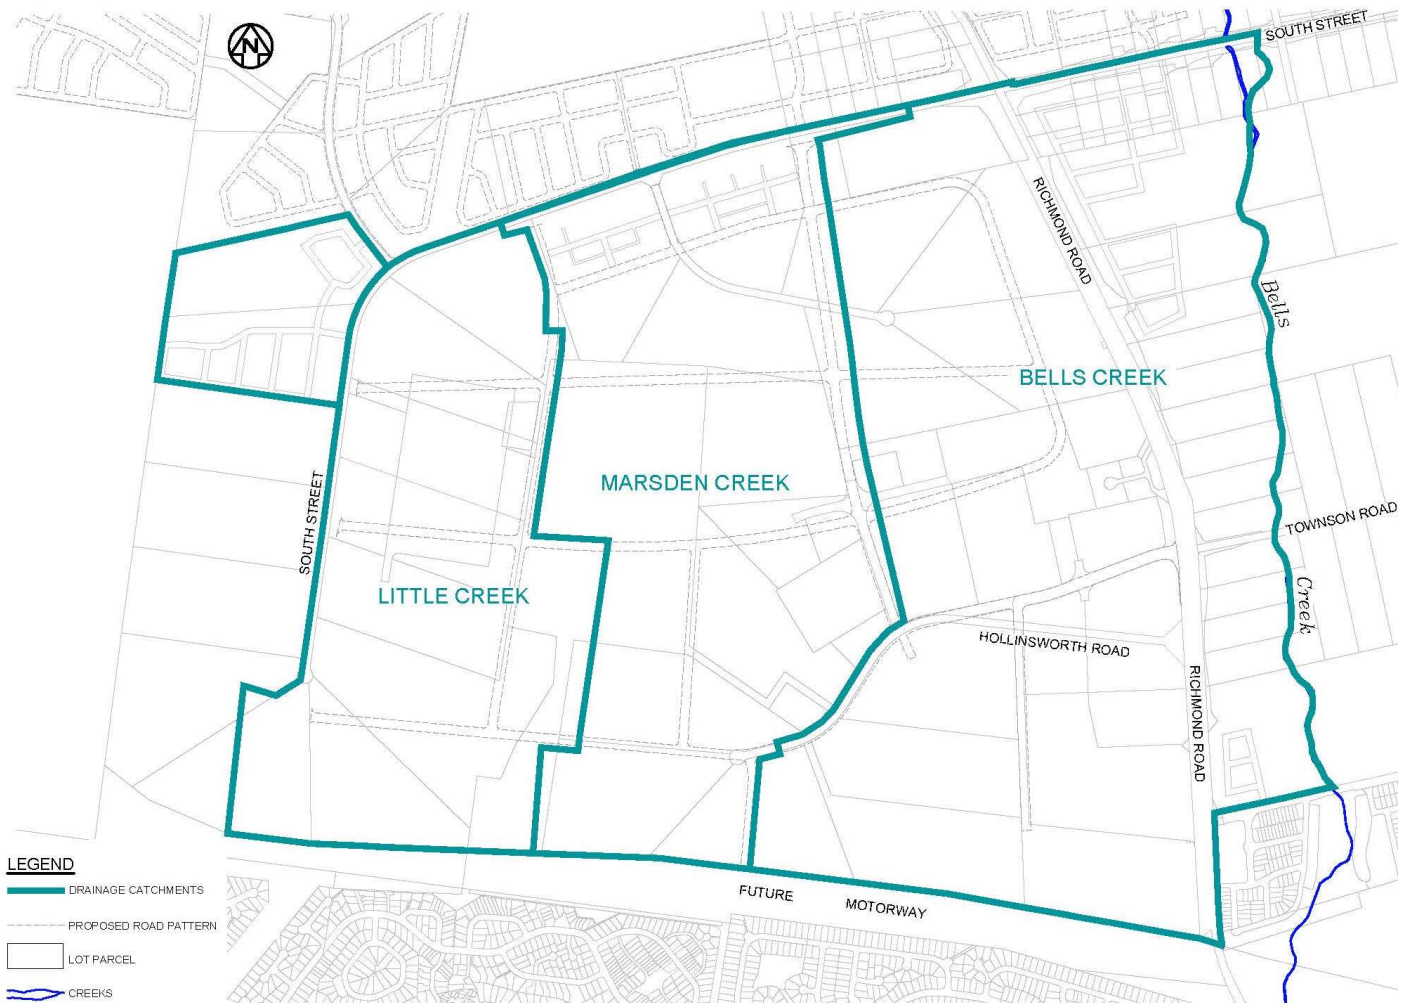 N
SOUTH STREET
RICHMOND ROAD
Bells
BELLS CREEK
MARSDEN CREEK
SOUTH STREET
TOWNSON ROAD
LITTLE CREEK
Creek
HOLLINSWORTH ROAD
RICHMOND ROAD
FUTURE MOTORWAY
LEGEND
DRAINAGE CATCHMENTS
PROPOSED ROAD PATTERN
LOT PARCEL
CREEKS